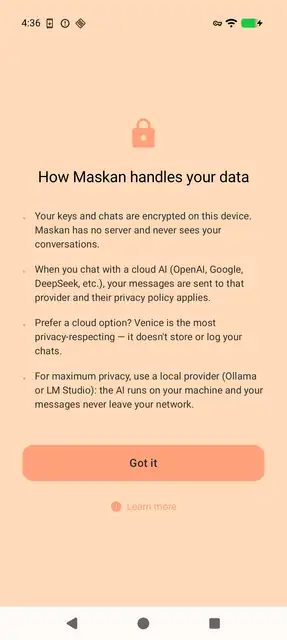 4:36
How Maskan handles your data
Your keys and chats are encrypted on this device.
Maskan has no server and never sees your
conversations.
When you chat with a cloud AI (OpenAI, Google,
DeepSeek, etc.), your messages are sent to that
provider and their privacy policy applies.
Prefer a cloud option? Venice is the most
privacy-respecting — it doesn't store or log your
chats.
For maximum privacy, use a local provider (Ollama
or LM Studio): the AI runs on your machine and your
messages never leave your network.
Got it
Learn more